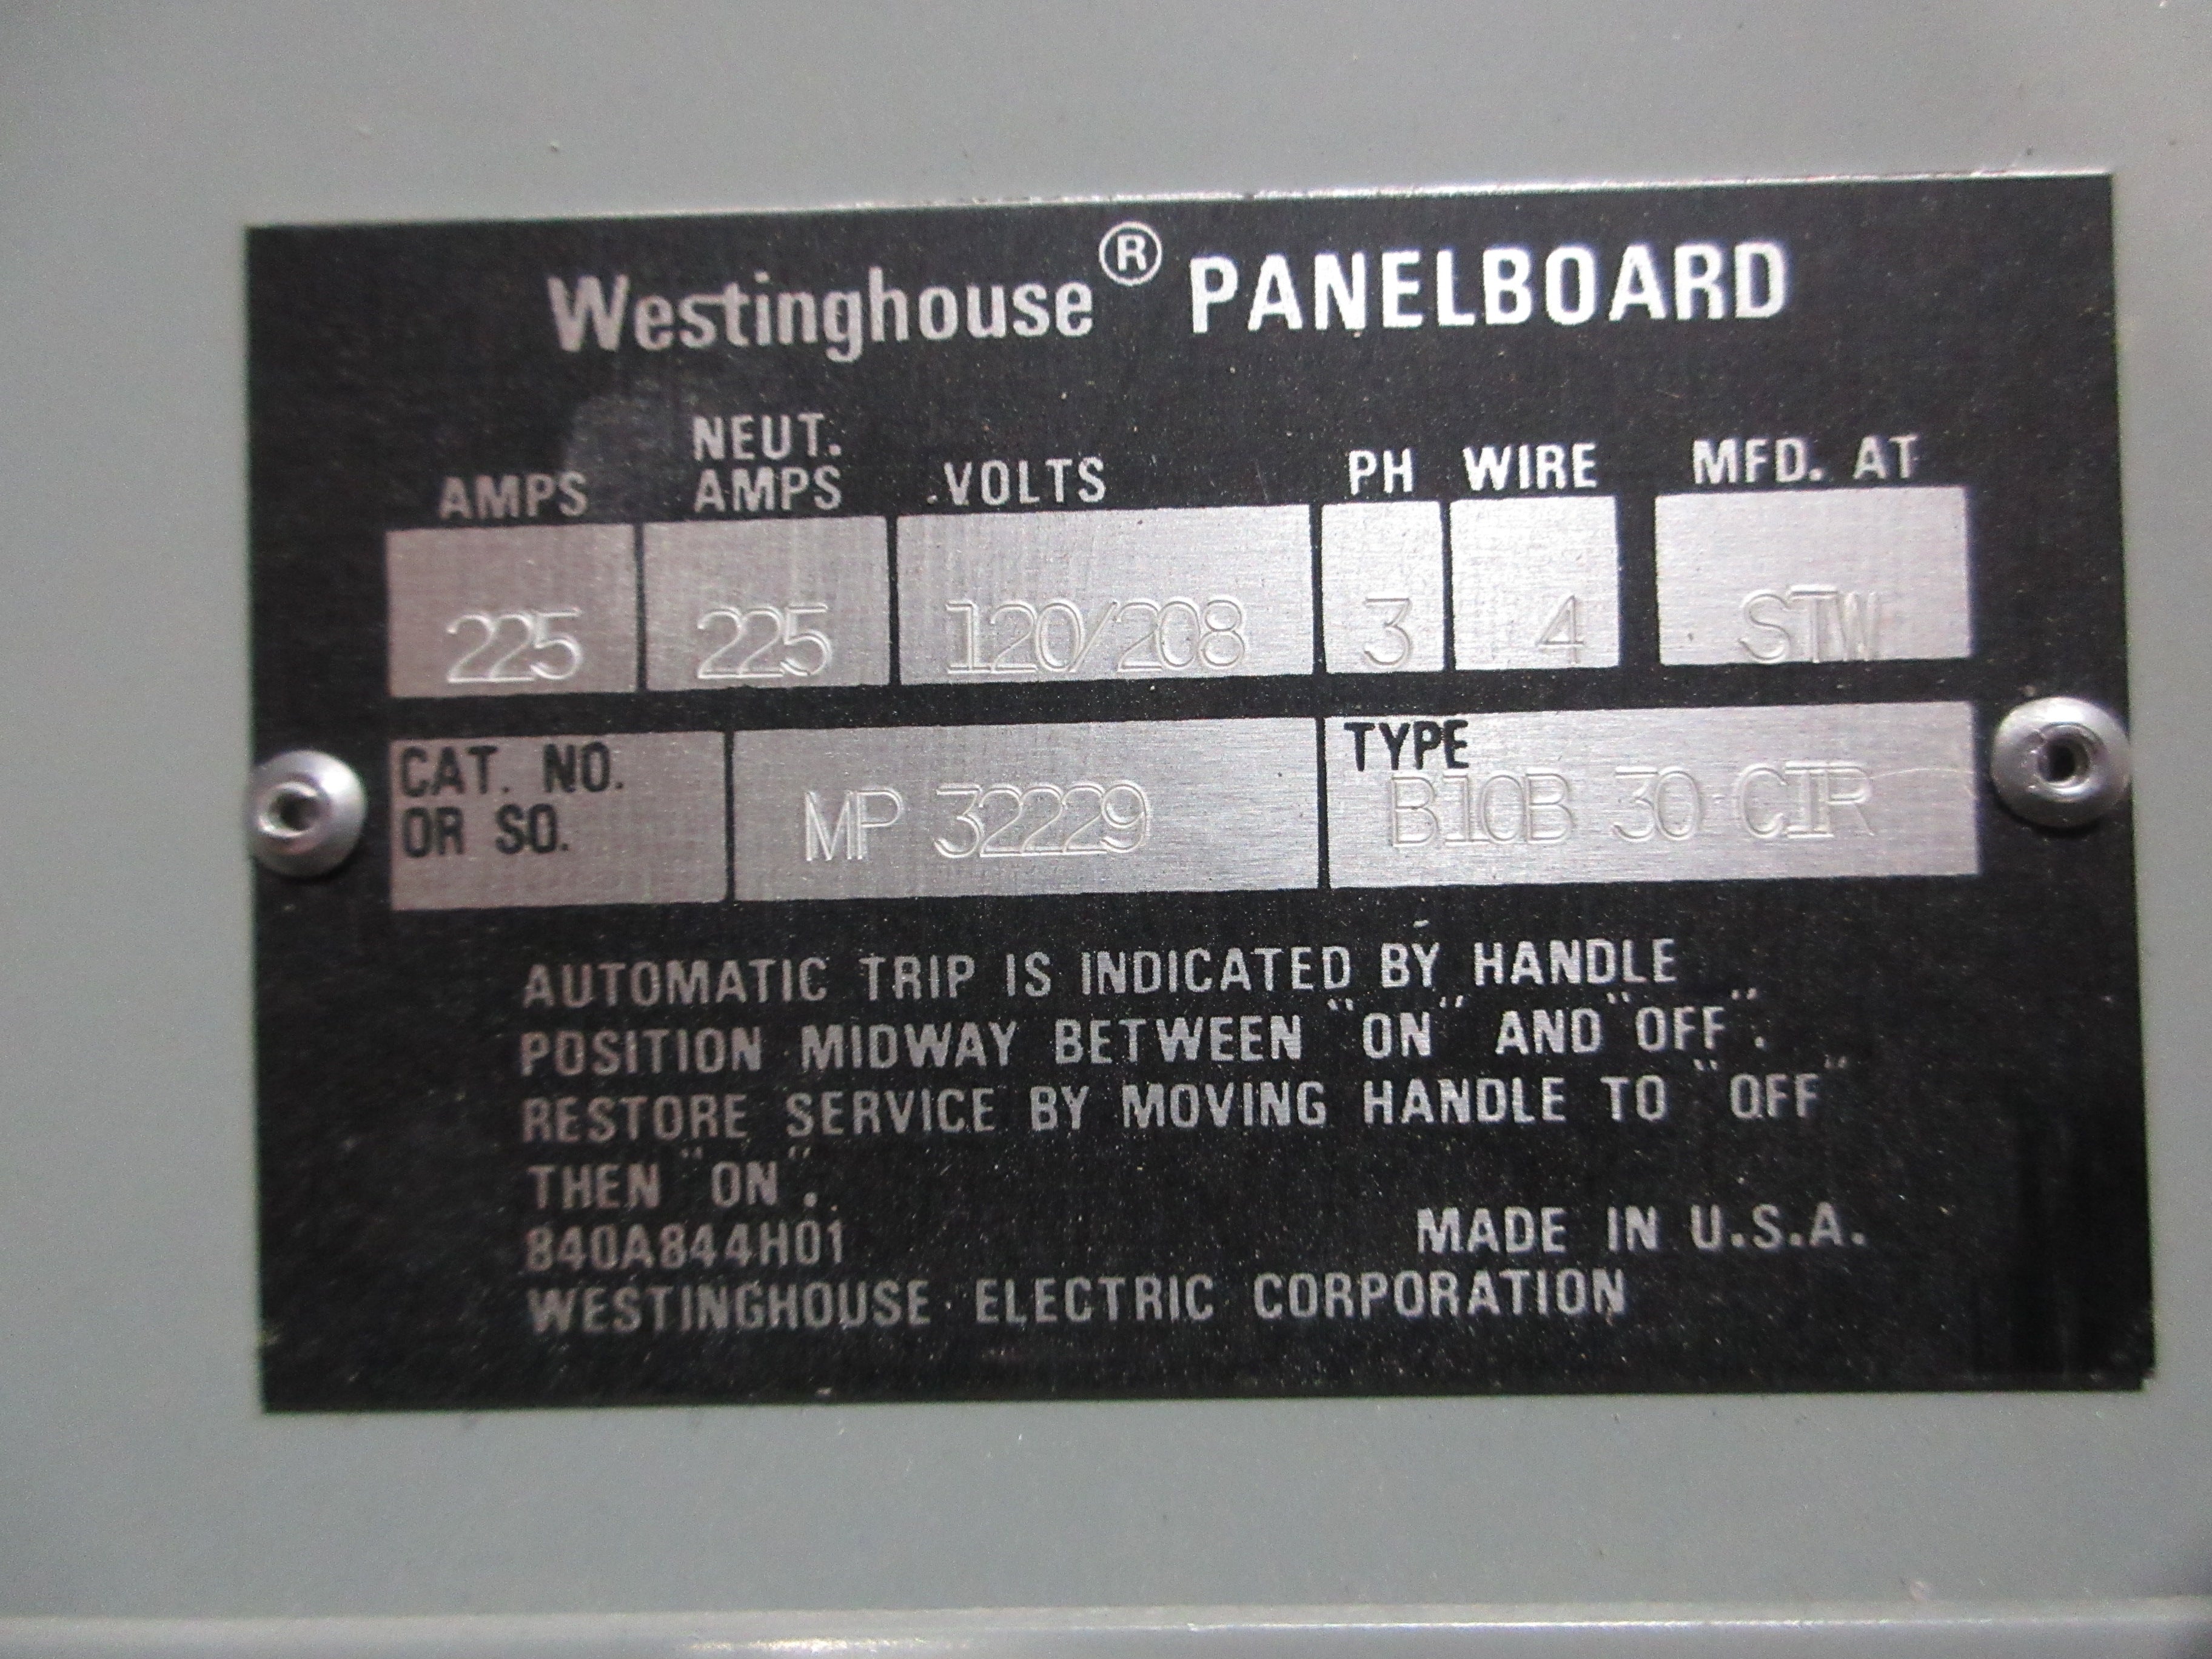 Westinghouse® PANELBOARD
AMPS NEUT. AMPS VOLTS PH WIRE MFD. AT
225 225 120/208 3 4 STW
CAT. NO. OR SO. MP 32229 TYPE B10B 30 CIR
AUTOMATIC TRIP IS INDICATED BY HANDLE
POSITION MIDWAY BETWEEN "ON" AND "OFF".
RESTORE SERVICE BY MOVING HANDLE TO "OFF"
THEN "ON".
840A844H01 MADE IN U.S.A.
WESTINGHOUSE ELECTRIC CORPORATION